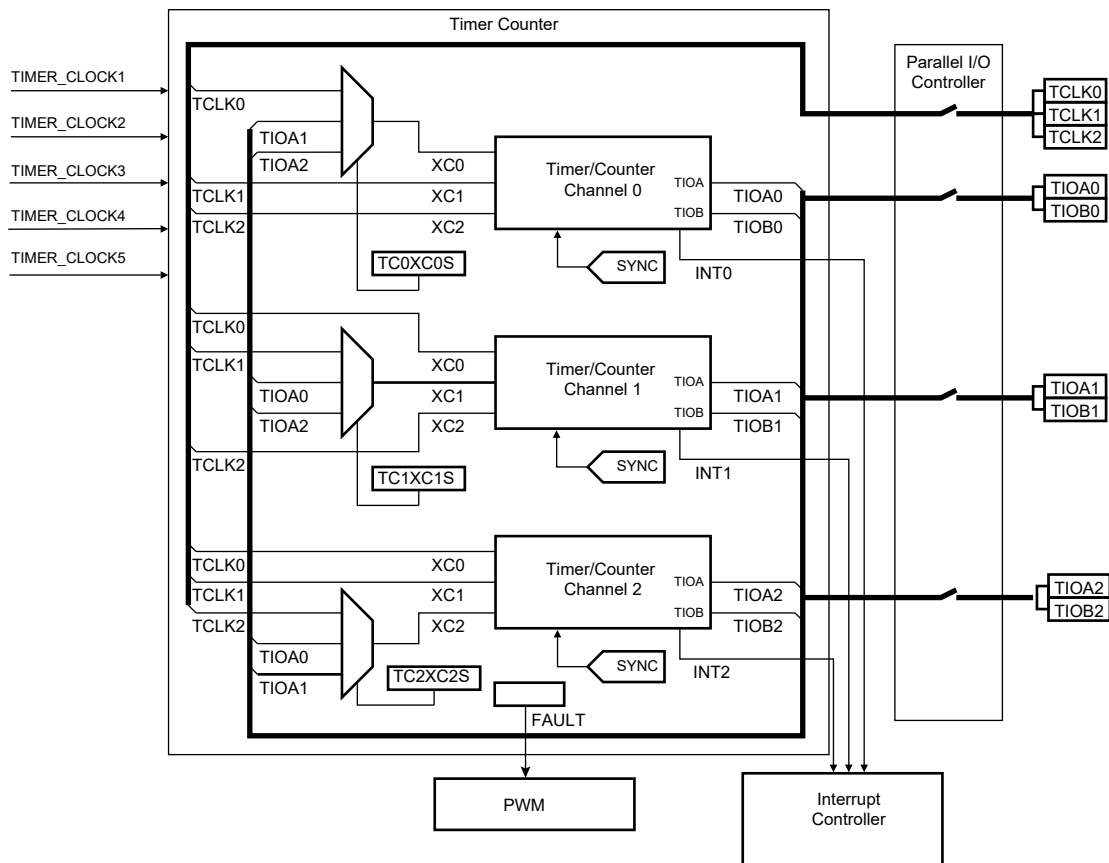 Timer Counter
Parallel I/O
Controller
TIMER_CLOCK1
TIMER_CLOCK2
TIMER_CLOCK3
TIMER_CLOCK4
TIMER_CLOCK5
TCLK0
TIOA1
TIOA2
TCLK1
TCLK2
XC0
XC1
XC2
TC0XC0S
Timer/Counter
Channel 0
TIOA
TIOB
TIOA0
TIOB0
SYNC
INT0
TCLK0
TCLK1
TIOA0
TIOA2
TCLK2
XC0
XC1
XC2
TC1XC1S
Timer/Counter
Channel 1
TIOA
TIOB
TIOA1
TIOB1
SYNC
INT1
TCLK0
TCLK1
TCLK2
TIOA0
TIOA1
XC0
XC1
XC2
TC2XC2S
Timer/Counter
Channel 2
TIOA
TIOB
TIOA2
TIOB2
SYNC
INT2
FAULT
TCLK0
TCLK1
TCLK2
TIOA0
TIOB0
TIOA1
TIOB1
TIOA2
TIOB2
PWM
Interrupt
Controller